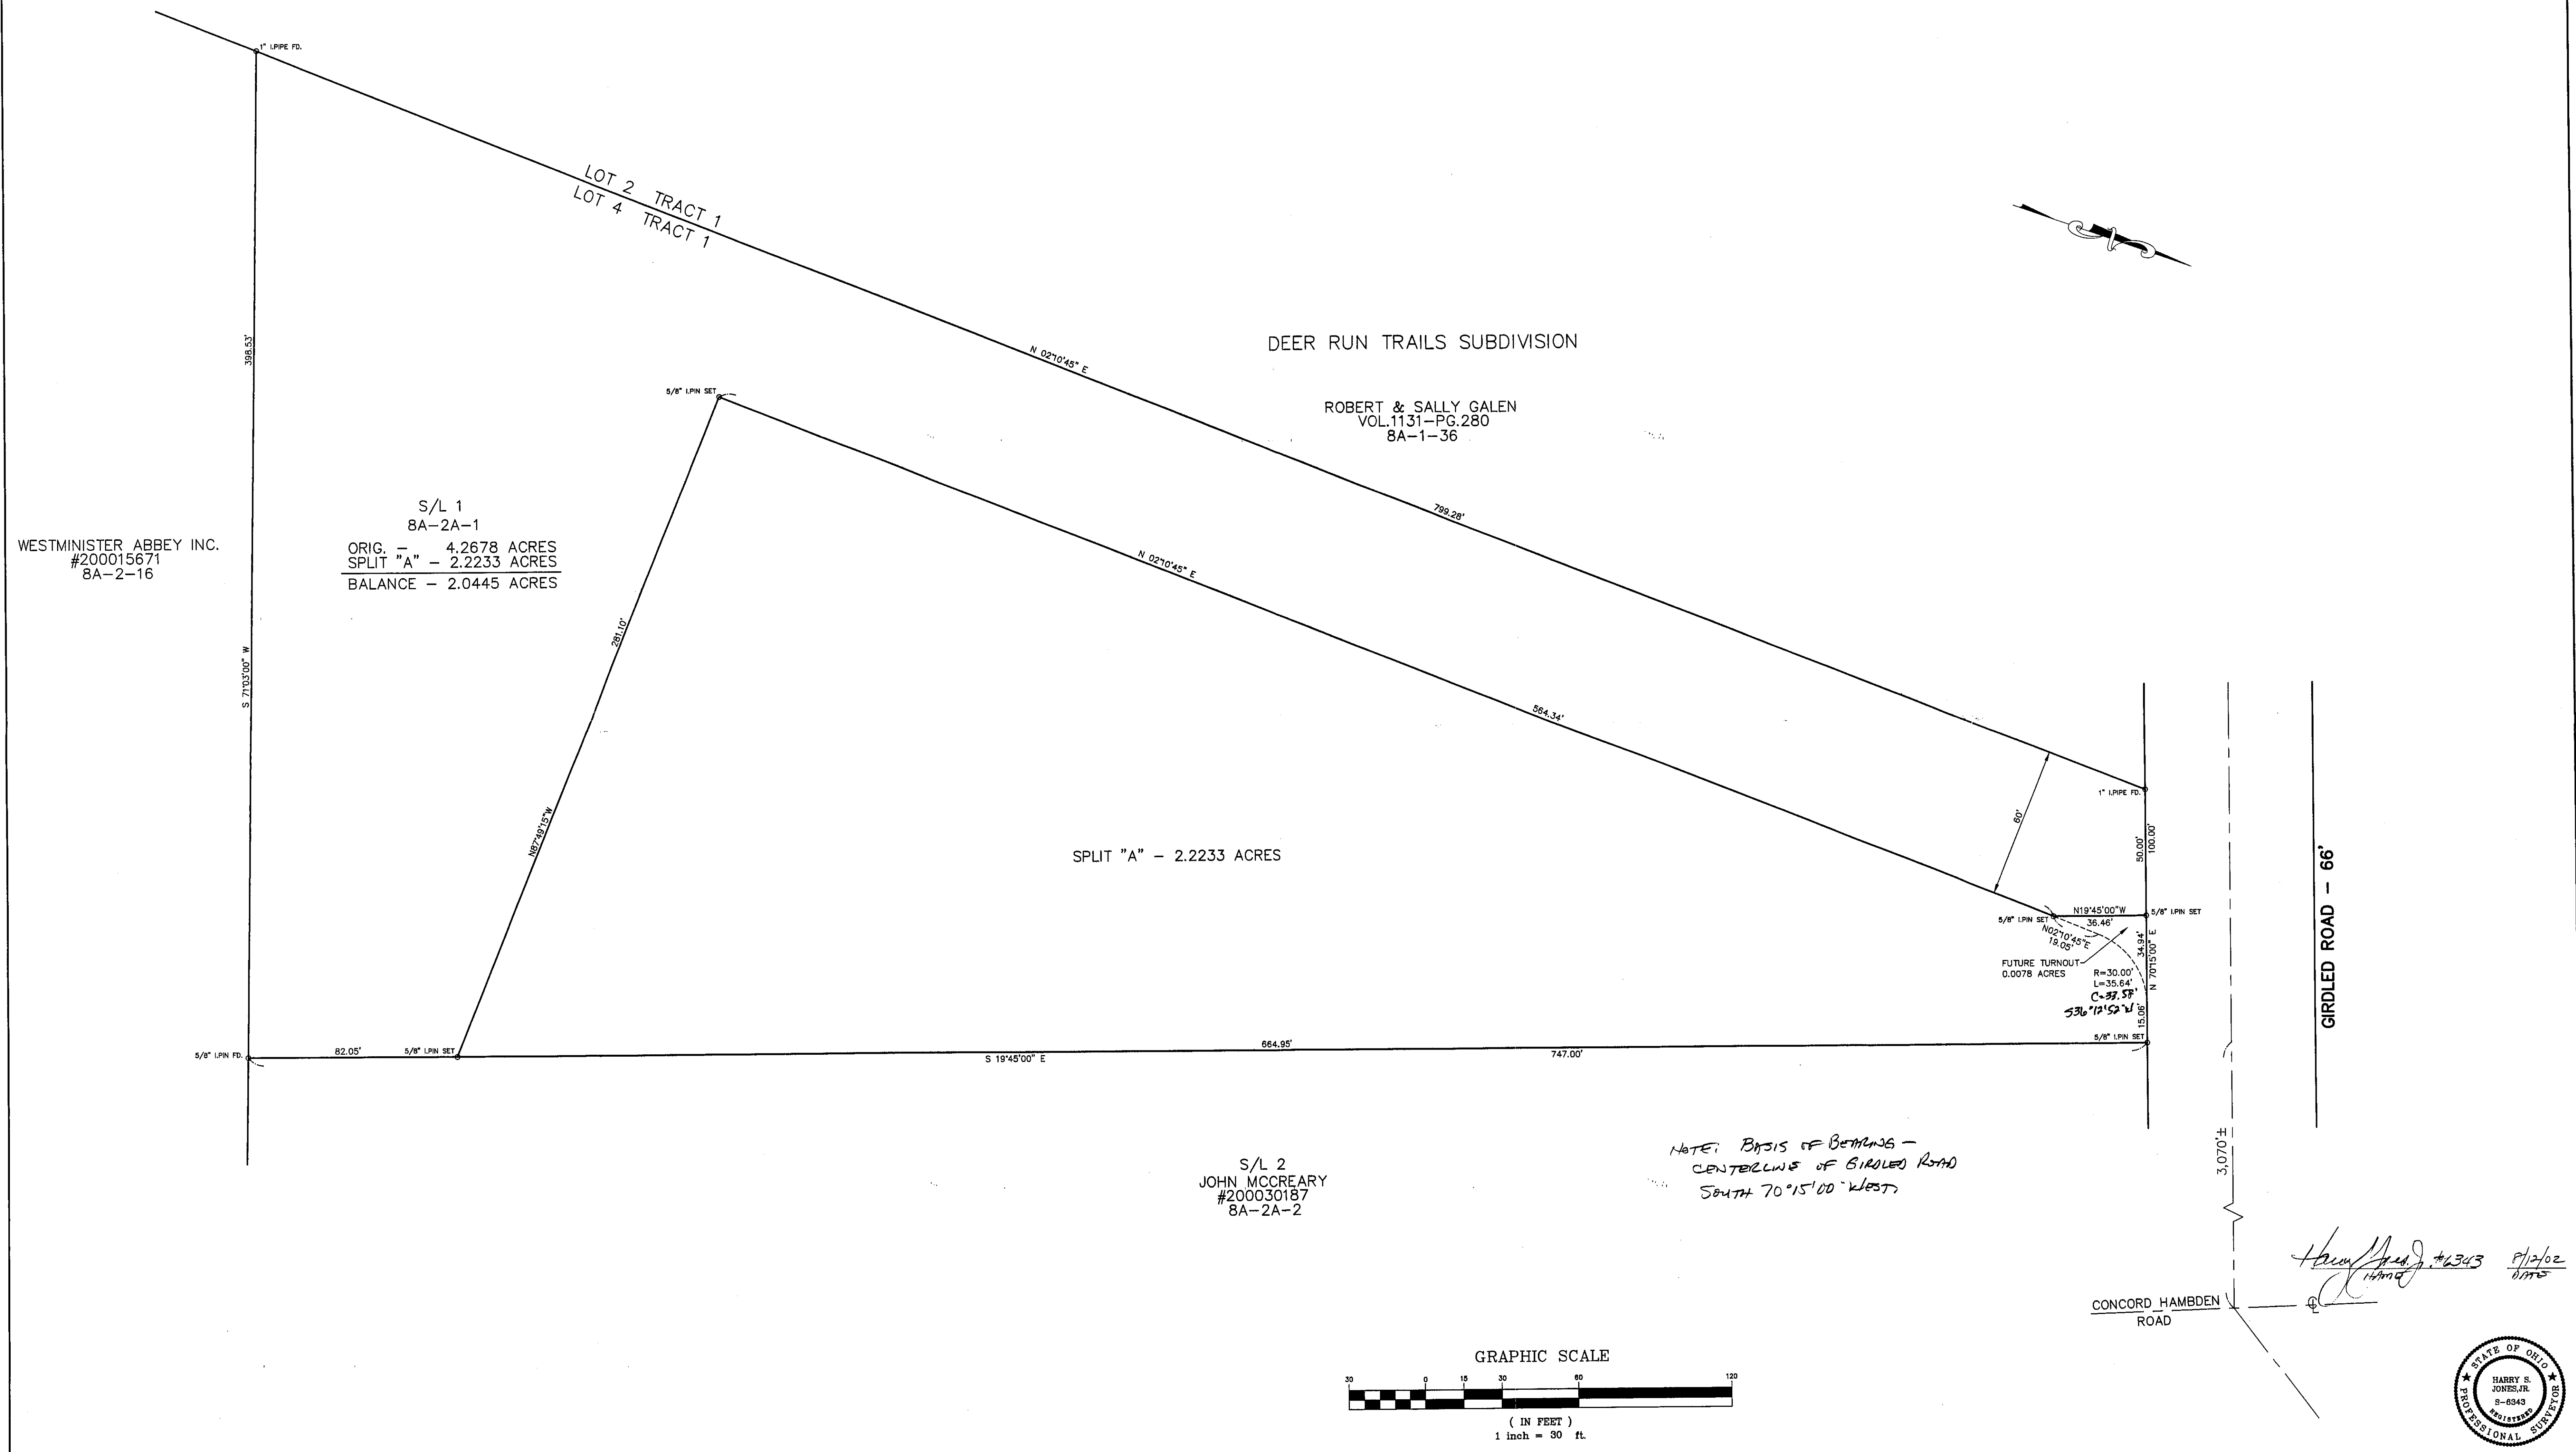 1" I.PIPE FD.
LOT 2 TRACT 1
LOT 4 TRACT 1
398.53'
S 71°03'00" W
N 02°10'45" E
799.28'
DEER RUN TRAILS SUBDIVISION
ROBERT & SALLY GALEN
VOL.1131-PG.280
8A-1-36
5/8" I.PIN SET
WESTMINISTER ABBEY INC.
#200015671
8A-2-16
S/L 1
8A-2A-1
ORIG. - 4.2678 ACRES
SPLIT "A" - 2.2233 ACRES
BALANCE - 2.0445 ACRES
281.10'
N87°49'15"W
N 02°10'45" E
564.34'
SPLIT "A" - 2.2233 ACRES
60'
1" I.PIPE FD.
50.00'
100.00'
5/8" I.PIN SET
N19°45'00"W
36.46'
5/8" I.PIN SET
N02°10'45"E
19.05'
34.94'
N 70°15'00" E
FUTURE TURNOUT
0.0078 ACRES
R=30.00'
L=35.64'
C=33.58'
S36°12'52"W
15.06'
5/8" I.PIN SET
GIRDLED ROAD - 66'
5/8" I.PIN FD.
82.05'
5/8" I.PIN SET
S 19°45'00" E
664.95'
747.00'
S/L 2
JOHN MCCREARY
#200030187
8A-2A-2
NOTE: BASIS OF BEARING -
CENTERLINE OF GIRDLED ROAD
SOUTH 70°15'00" WEST.
3,070'±
Harry S. Jones Jr. #6343 8/12/02
NAME DATE
CONCORD HAMBDEN
ROAD
GRAPHIC SCALE
30 0 15 30 60 120
( IN FEET )
1 inch = 30 ft.
STATE OF OHIO
HARRY S.
JONES,JR.
S-6343
REGISTERED
PROFESSIONAL SURVEYOR